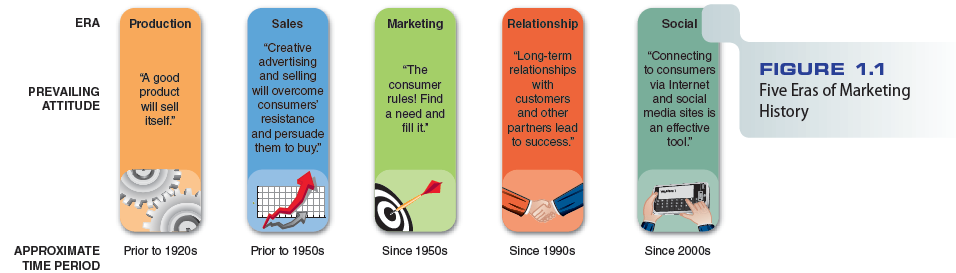 ERA
Production
Sales
Marketing
Relationship
Social
PREVAILING
ATTITUDE
“A good
product
will sell
itself.”
“Creative
advertising
and selling
will overcome
consumers’
resistance
and persuade
them to buy.”
“The
consumer
rules! Find
a need and
fill it.”
“Long-term
relationships
with
customers
and other
partners lead
to success.”
“Connecting
to consumers
via Internet
and social
media sites is
an effective
tool.”
APPROXIMATE
TIME PERIOD
Prior to 1920s
Prior to 1950s
Since 1950s
Since 1990s
Since 2000s
FIGURE 1.1
Five Eras of Marketing
History